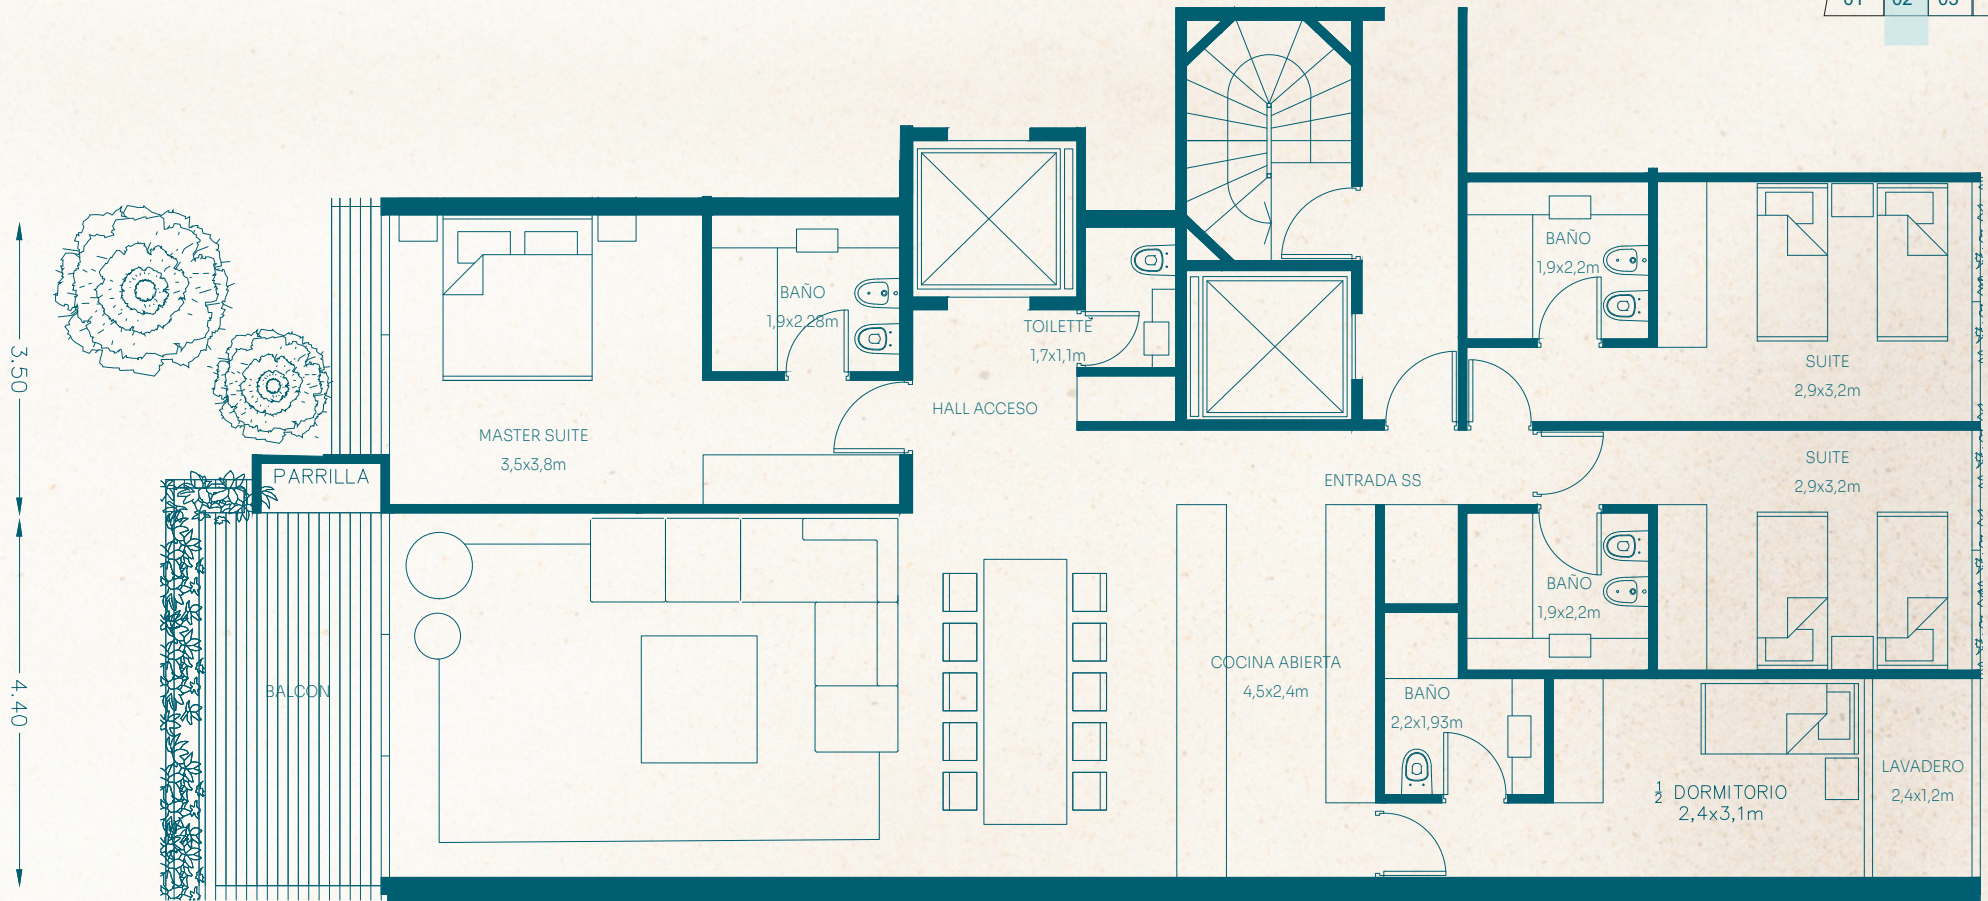 01 02 03
BAÑO
1,9x2,2m
BAÑO
1,9x2,28m
TOILETTE
1,7x1,1m
SUITE
2,9x3,2m
3.50
HALL ACCESO
MASTER SUITE
3,5x3,8m
PARRILLA
ENTRADA SS
SUITE
2,9x3,2m
BAÑO
1,9x2,2m
COCINA ABIERTA
4,5x2,4m
BALCON
4.40
BAÑO
2,2x1,93m
LAVADERO
2,4x1,2m
½ DORMITORIO
2,4x3,1m